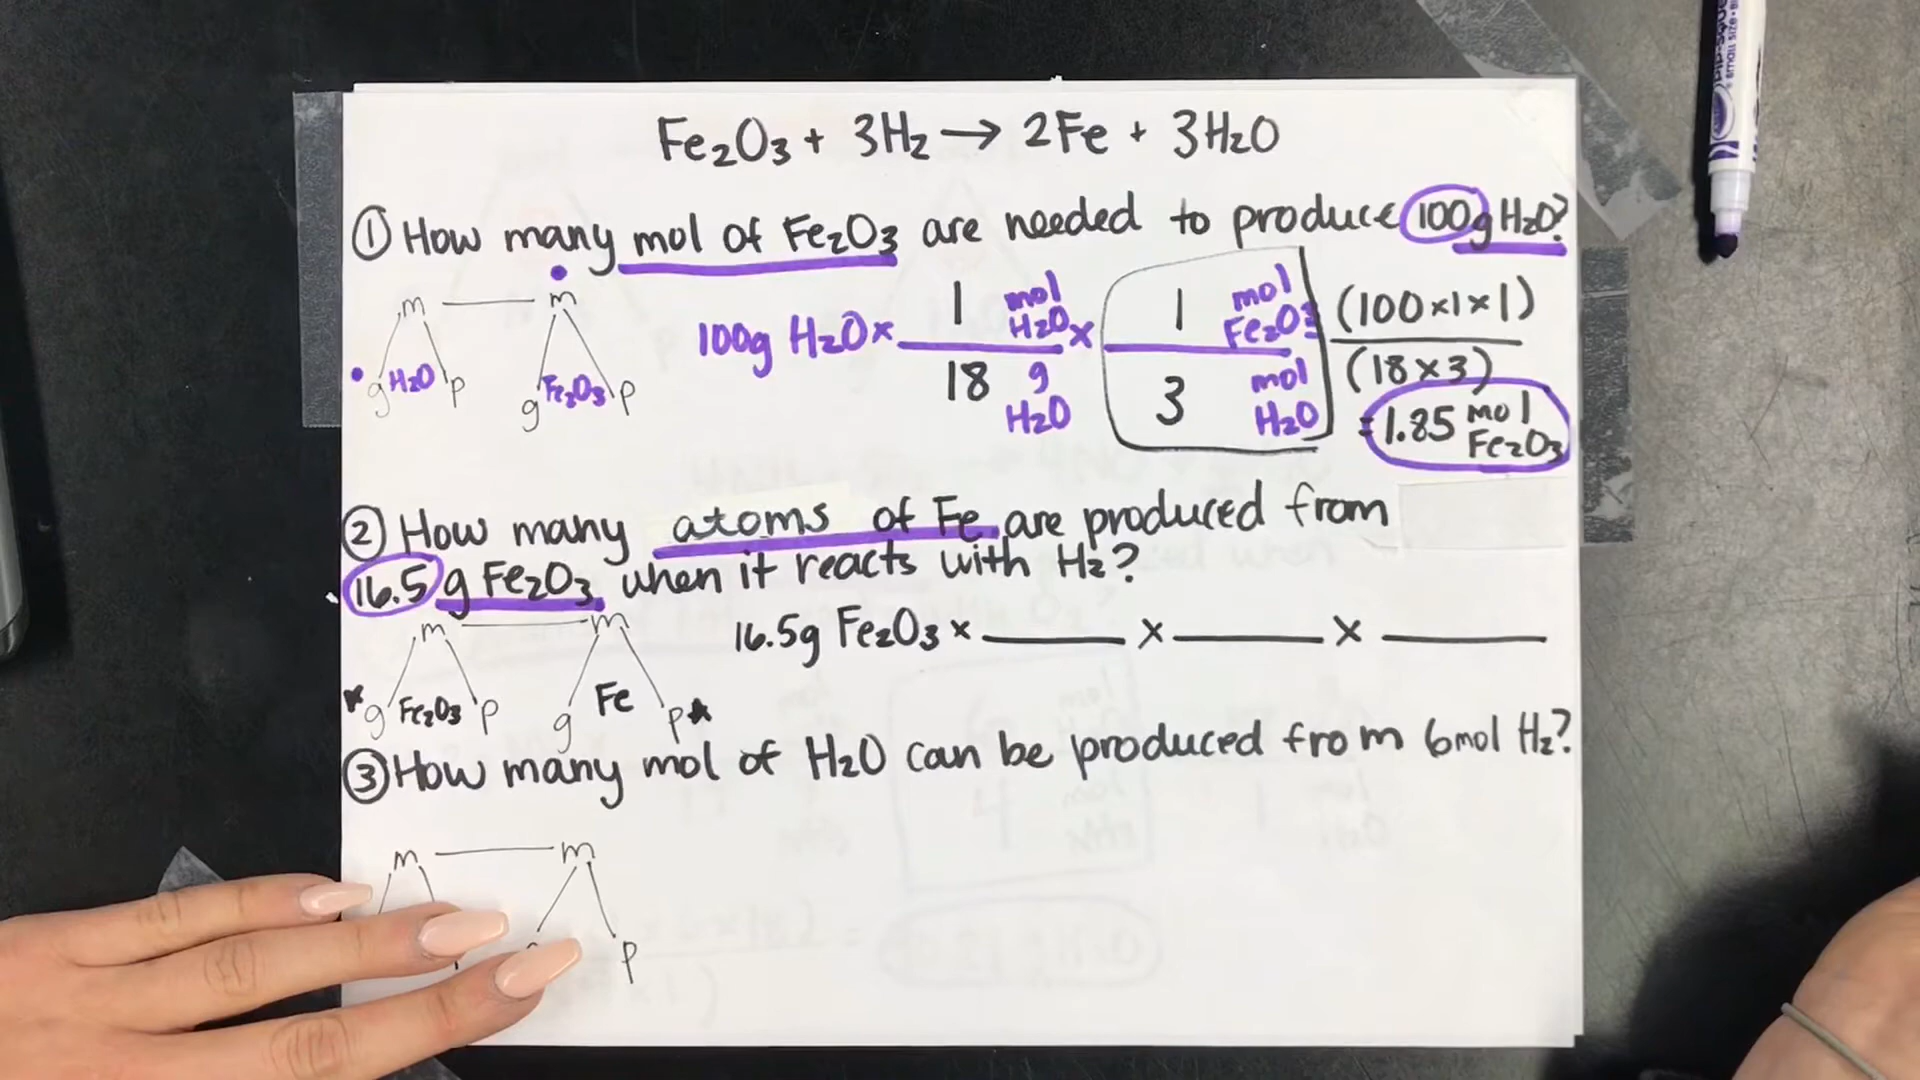 Fe₂O₃ + 3H₂ → 2Fe + 3H₂O
① How many mol of Fe₂O₃ are needed to produce 100g H₂O?
m m
g H₂O p g Fe₂O₃ p
100g H₂O × 1 mol H₂O / 18 g H₂O × 1 mol Fe₂O₃ / 3 mol H₂O
(100×1×1)
(18×3)
= 1.85 mol Fe₂O₃
② How many atoms of Fe are produced from
16.5 g Fe₂O₃ when it reacts with H₂?
m m
g Fe₂O₃ p g Fe p
16.5g Fe₂O₃ × ____ × ____ × ____
③ How many mol of H₂O can be produced from 6mol H₂?
m m
p